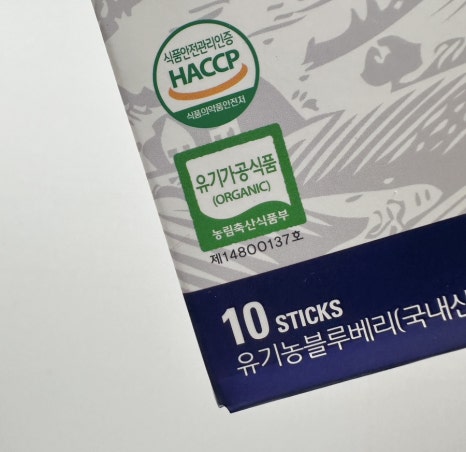 식품안전관리인증
HACCP
식품의약품안전처
유기가공식품
(ORGANIC)
농림축산식품부
제14800137호
10 STICKS
유기농블루베리(국내산